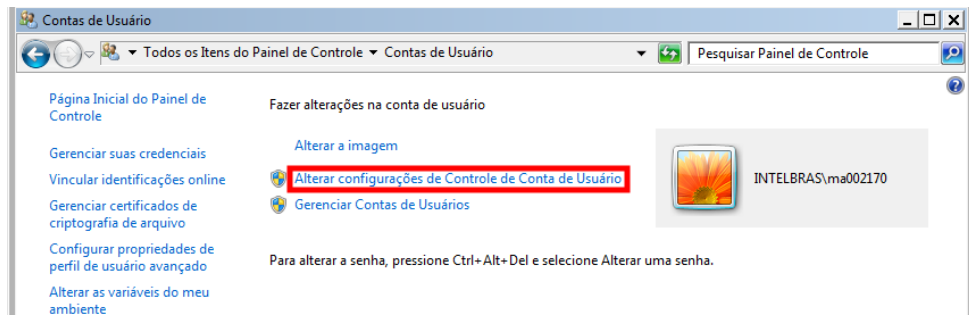 Contas de Usuário
Todos os Itens do Painel de Controle Contas de Usuário
Pesquisar Painel de Controle
Página Inicial do Painel de
Controle
Gerenciar suas credenciais
Vincular identificações online
Gerenciar certificados de
criptografia de arquivo
Configurar propriedades de
perfil de usuário avançado
Alterar as variáveis do meu
ambiente
Fazer alterações na conta de usuário
Alterar a imagem
Alterar configurações de Controle de Conta de Usuário
Gerenciar Contas de Usuários
Para alterar a senha, pressione Ctrl+Alt+Del e selecione Alterar uma senha.
INTELBRAS\ma002170